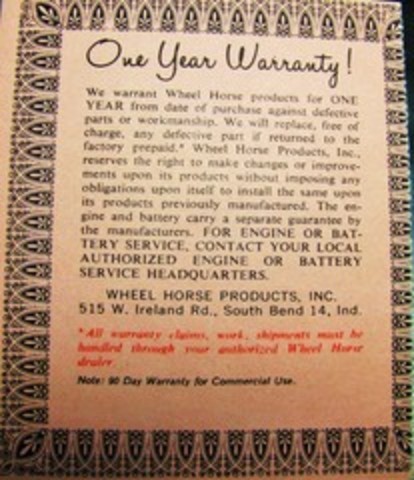 One Year Warranty!
We warrant Wheel Horse products for ONE
YEAR from date of purchase against defective
parts or workmanship. We will replace, free of
charge, any defective part if returned to the
factory prepaid.* Wheel Horse Products, Inc.,
reserves the right to make changes or improve-
ments upon its products without imposing any
obligations upon itself to install the same upon
its products previously manufactured. The en-
gine and battery carry a separate guarantee by
the manufacturers. FOR ENGINE OR BAT-
TERY SERVICE, CONTACT YOUR LOCAL
AUTHORIZED ENGINE OR BATTERY
SERVICE HEADQUARTERS.
WHEEL HORSE PRODUCTS, INC.
515 W. Ireland Rd., South Bend 14, Ind.
*All warranty claims, work, shipments must be
handled through your authorized Wheel Horse
dealer.
Note: 90 Day Warranty for Commercial Use.